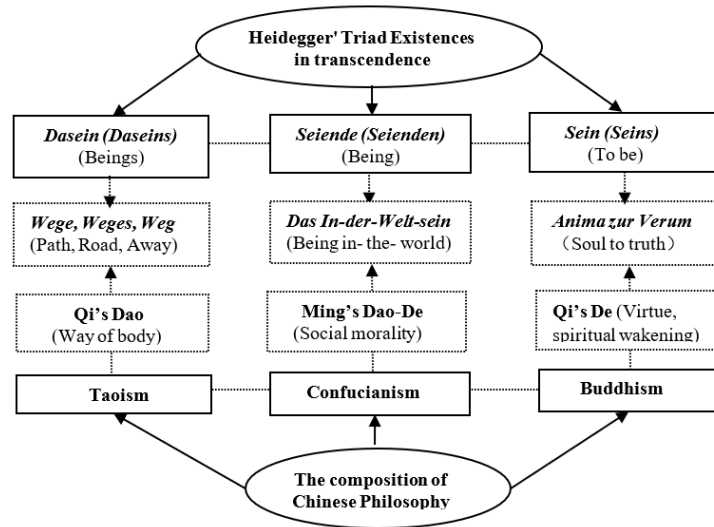 Heidegger' Triad Existences
in transcendence
Dasein (Daseins)
(Beings)
Seiende (Seienden)
(Being)
Sein (Seins)
(To be)
Wege, Weges, Weg
(Path, Road, Away)
Das In-der-Welt-sein
(Being in- the- world)
Anima zur Verum
(Soul to truth)
Qi's Dao
(Way of body)
Ming's Dao-De
(Social morality)
Qi's De (Virtue,
spiritual wakening)
Taoism
Confucianism
Buddhism
The composition of
Chinese Philosophy